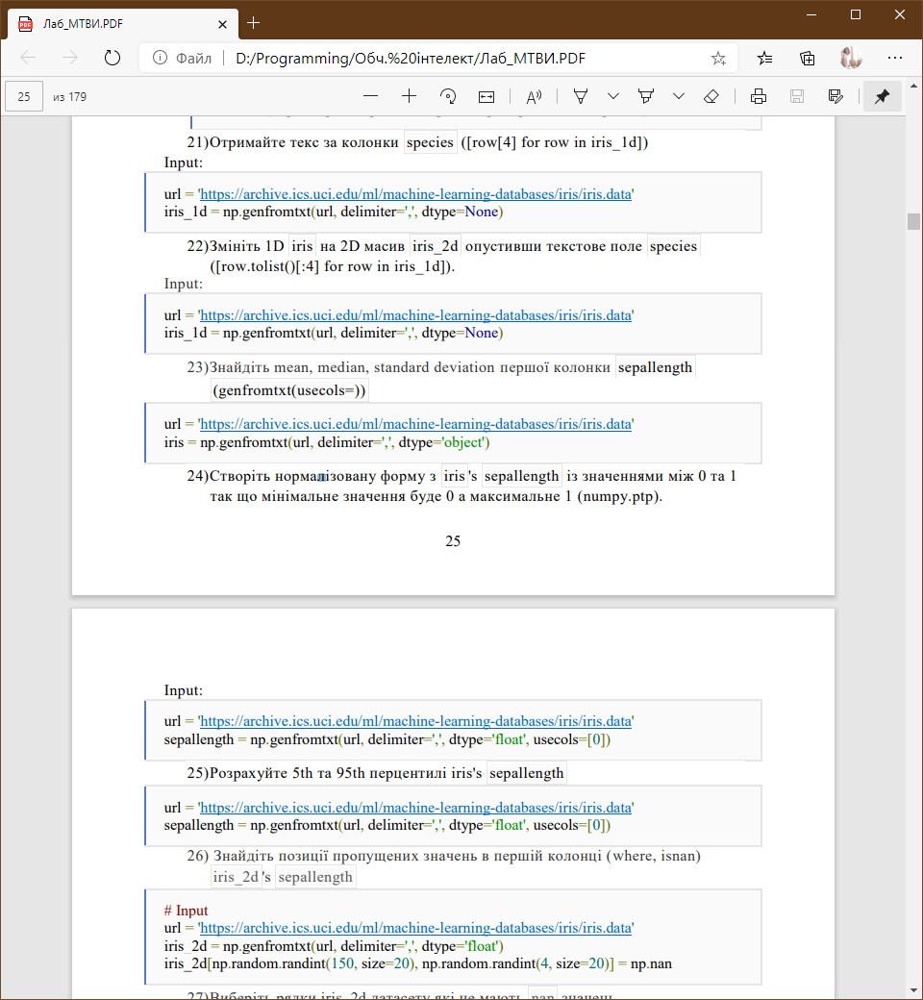 Лаб_МТВИ.PDF
Файл D:/Programming/Обч.%20інтелект/Лаб_МТВИ.PDF
25 из 179
21)Отримайте текс за колонки species ([row[4] for row in iris_1d])
Input:
url = 'https://archive.ics.uci.edu/ml/machine-learning-databases/iris/iris.data'
iris_1d = np.genfromtxt(url, delimiter=',', dtype=None)
22)Змініть 1D iris на 2D масив iris_2d опустивши текстове поле species
([row.tolist()[:4] for row in iris_1d]).
Input:
url = 'https://archive.ics.uci.edu/ml/machine-learning-databases/iris/iris.data'
iris_1d = np.genfromtxt(url, delimiter=',', dtype=None)
23)Знайдіть mean, median, standard deviation першої колонки sepallength
(genfromtxt(usecols=))
url = 'https://archive.ics.uci.edu/ml/machine-learning-databases/iris/iris.data'
iris = np.genfromtxt(url, delimiter=',', dtype='object')
24)Створіть нормалізовану форму з iris's sepallength із значеннями між 0 та 1
так що мінімальне значення буде 0 а максимальне 1 (numpy.ptp).
25
Input:
url = 'https://archive.ics.uci.edu/ml/machine-learning-databases/iris/iris.data'
sepallength = np.genfromtxt(url, delimiter=',', dtype='float', usecols=[0])
25)Розрахуйте 5th та 95th перцентилі iris's sepallength
url = 'https://archive.ics.uci.edu/ml/machine-learning-databases/iris/iris.data'
sepallength = np.genfromtxt(url, delimiter=',', dtype='float', usecols=[0])
26) Знайдіть позиції пропущених значень в першій колонці (where, isnan)
iris_2d's sepallength
# Input
url = 'https://archive.ics.uci.edu/ml/machine-learning-databases/iris/iris.data'
iris_2d = np.genfromtxt(url, delimiter=',', dtype='float')
iris_2d[np.random.randint(150, size=20), np.random.randint(4, size=20)] = np.nan
27)Виберіть рядки iris_2d датасету які не мають nan значень